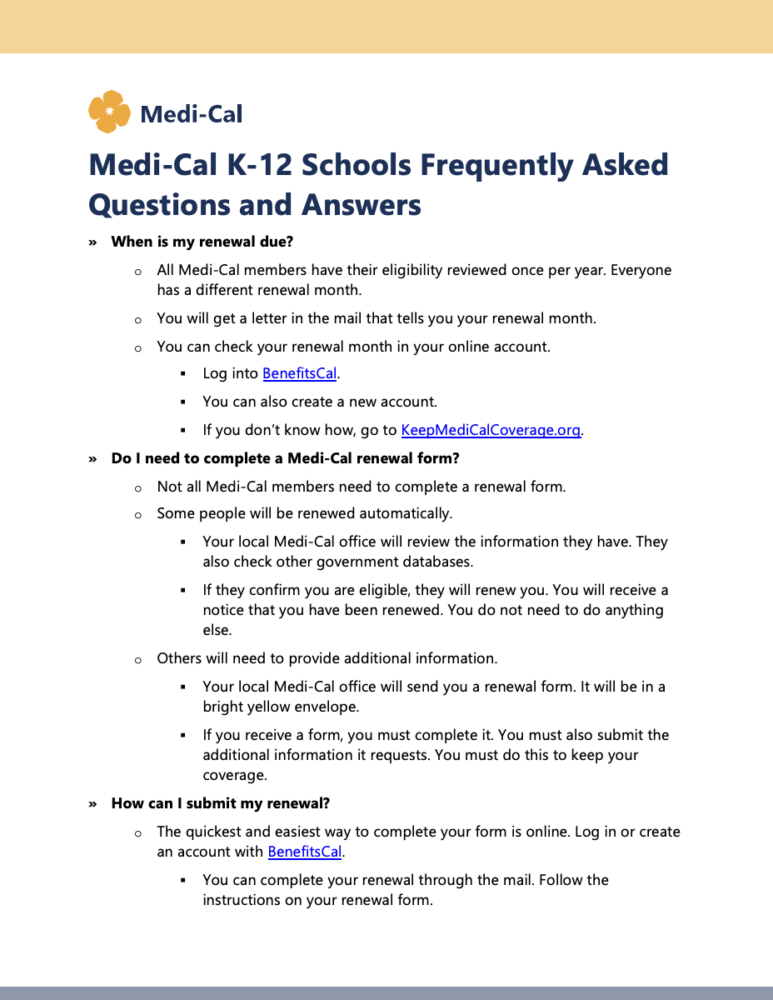 Medi-Cal
Medi-Cal K-12 Schools Frequently Asked
Questions and Answers
» When is my renewal due?
o All Medi-Cal members have their eligibility reviewed once per year. Everyone
has a different renewal month.
o You will get a letter in the mail that tells you your renewal month.
o You can check your renewal month in your online account.
▪ Log into BenefitsCal.
▪ You can also create a new account.
▪ If you don’t know how, go to KeepMediCalCoverage.org.
» Do I need to complete a Medi-Cal renewal form?
o Not all Medi-Cal members need to complete a renewal form.
o Some people will be renewed automatically.
▪ Your local Medi-Cal office will review the information they have. They
also check other government databases.
▪ If they confirm you are eligible, they will renew you. You will receive a
notice that you have been renewed. You do not need to do anything
else.
o Others will need to provide additional information.
▪ Your local Medi-Cal office will send you a renewal form. It will be in a
bright yellow envelope.
▪ If you receive a form, you must complete it. You must also submit the
additional information it requests. You must do this to keep your
coverage.
» How can I submit my renewal?
o The quickest and easiest way to complete your form is online. Log in or create
an account with BenefitsCal.
▪ You can complete your renewal through the mail. Follow the
instructions on your renewal form.